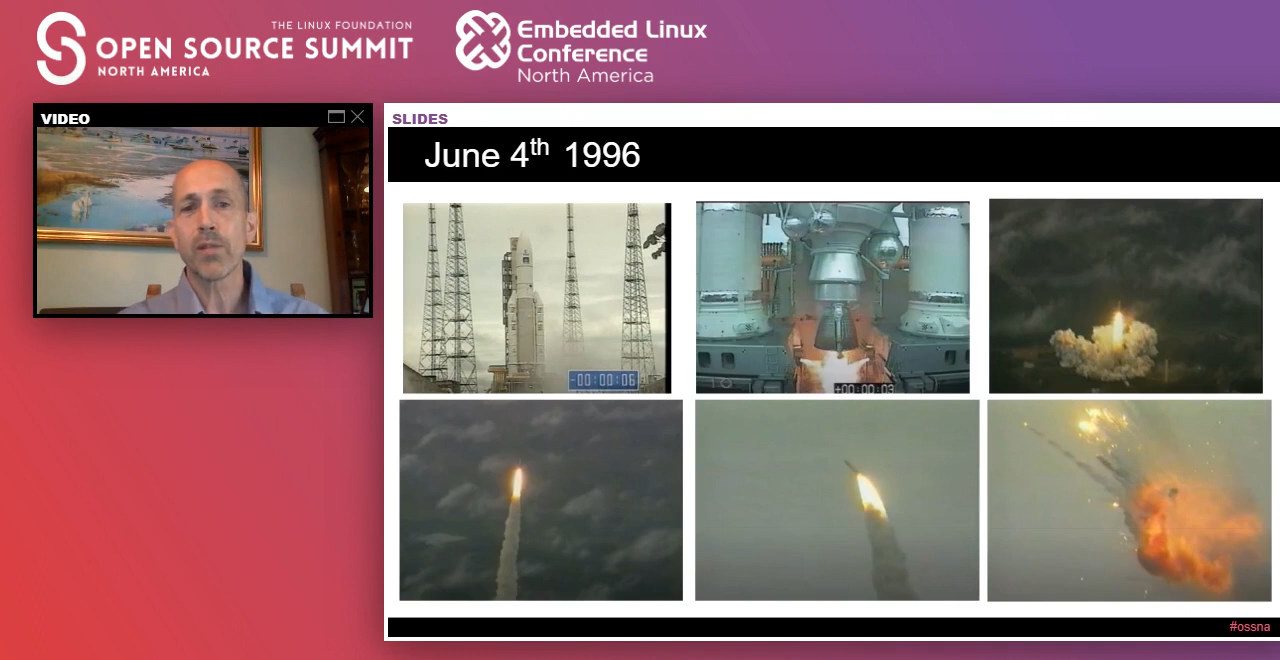 THE LINUX FOUNDATION
OPEN SOURCE SUMMIT
NORTH AMERICA
Embedded Linux
Conference
North America
VIDEO
SLIDES
June 4th 1996
-00:00:06
+00:00:03
#ossna